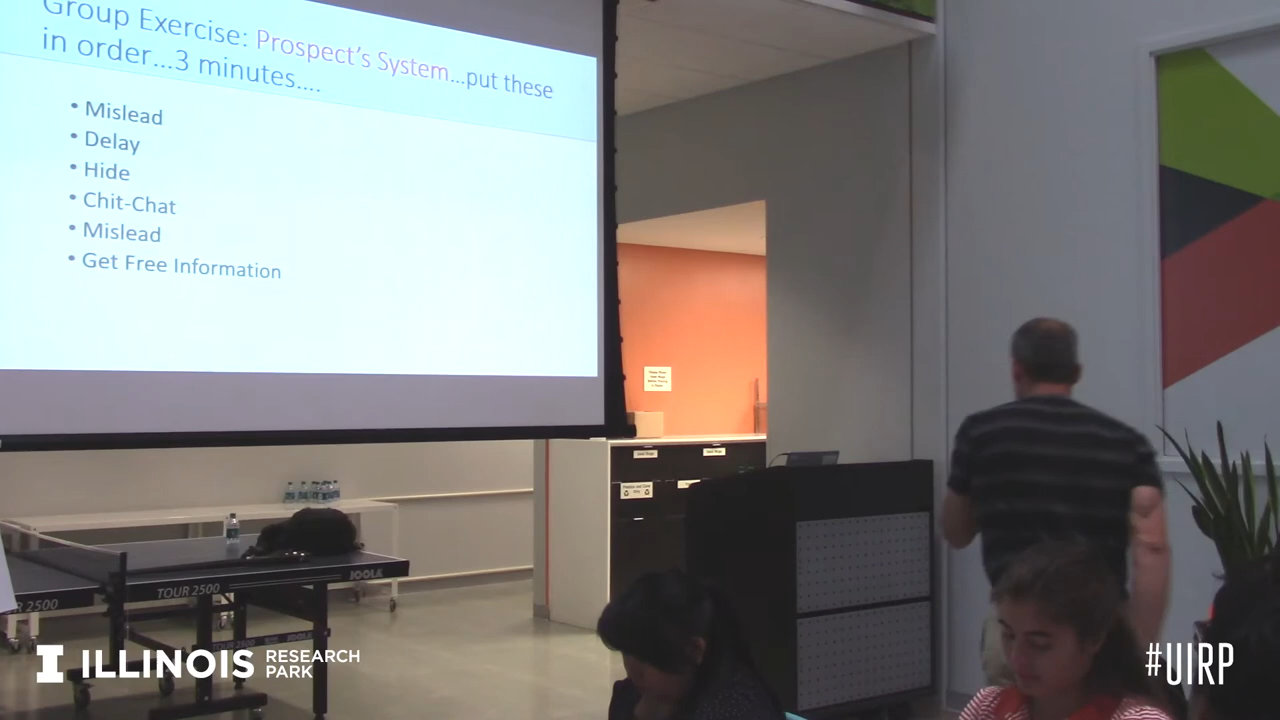 Group Exercise: Prospect's System...put these
in order...3 minutes....
• Mislead
• Delay
• Hide
• Chit-Chat
• Mislead
• Get Free Information
TOUR 2500
JOOLA
R 2500
I ILLINOIS RESEARCH
PARK
#UIRP